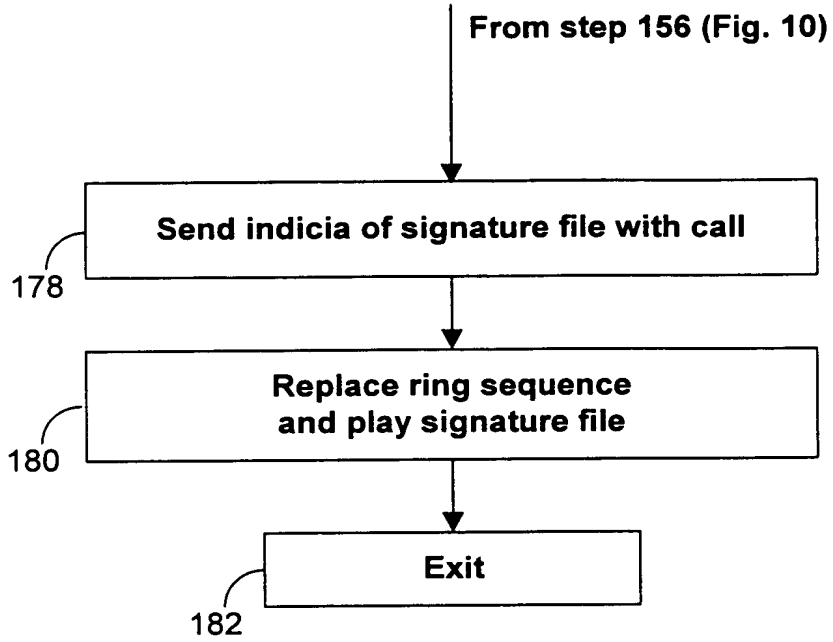 From step 156 (Fig. 10)
Send indicia of signature file with call
178
Replace ring sequence
and play signature file
180
Exit
182